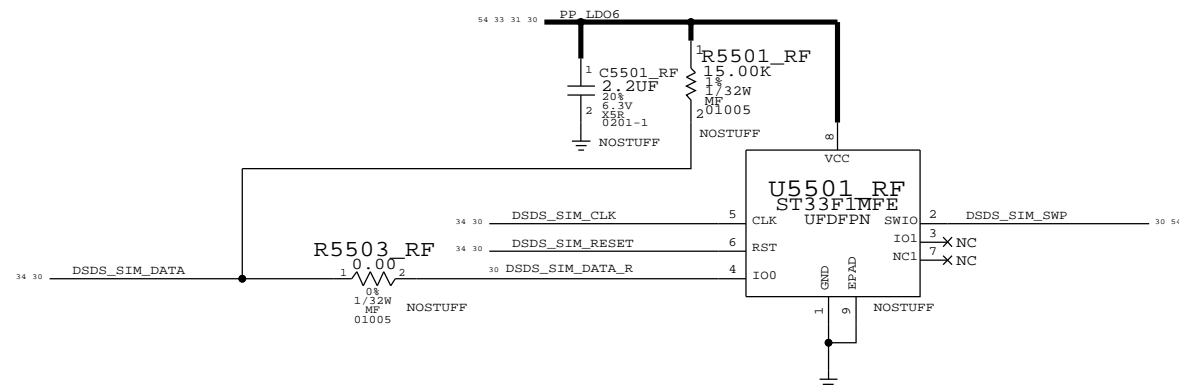 54 33 31 30 PP_LDO6
1
R5501_RF
15.00K
1%
1/32W
MF
01005
2
NOSTUFF
1
C5501_RF
2.2UF
20%
6.3V
X5R
0201-1
2
NOSTUFF
8
VCC
U5501_RF
ST33F1MFE
UFDFPN
34 30 DSDS_SIM_CLK 5 CLK
SWIO 2 DSDS_SIM_SWP 30 54
34 30 DSDS_SIM_RESET 6 RST
IO1 3 NC
NC1 7 NC
30 DSDS_SIM_DATA_R 4 IO0
R5503_RF
0.00
34 30 DSDS_SIM_DATA 1 2
0%
1/32W
MF
01005
NOSTUFF
GND
EPAD
1
9
NOSTUFF